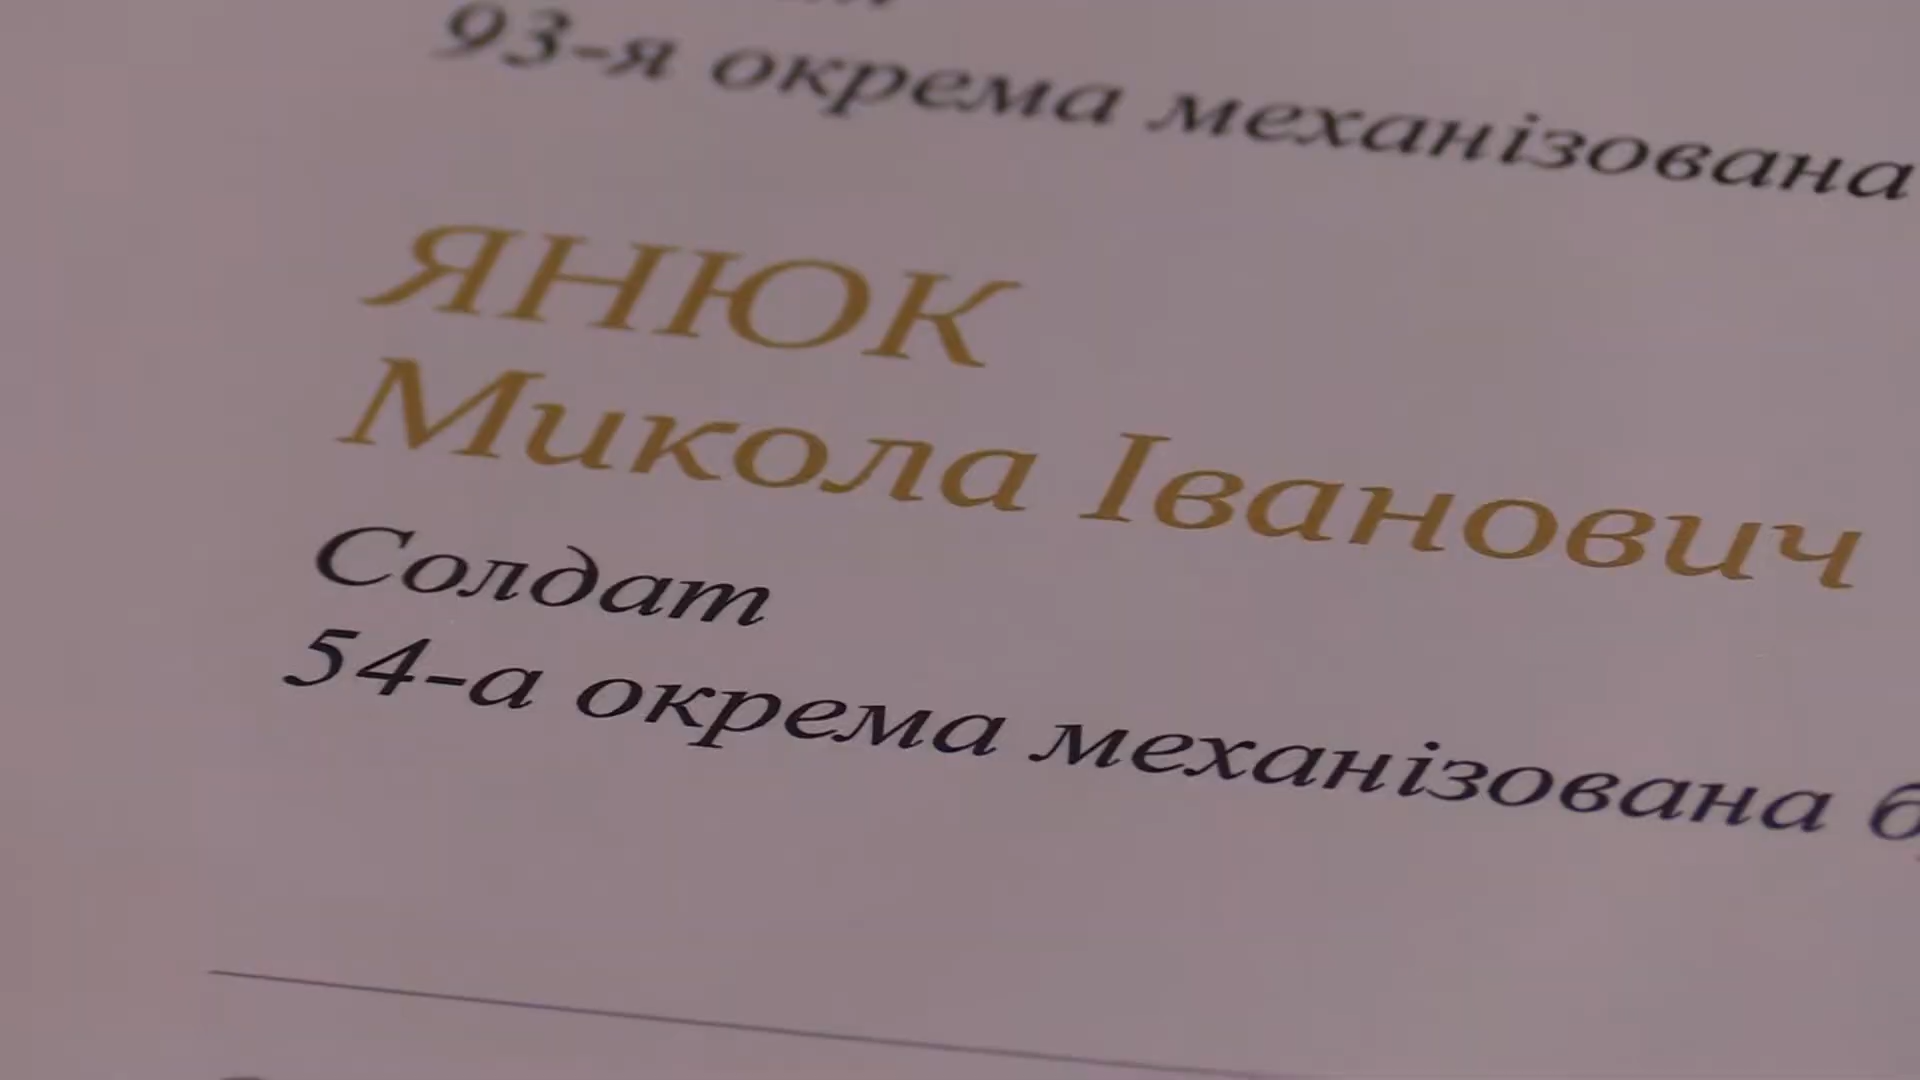 93-я окрема механізована
ЯНЮК
Микола Іванович
Солдат
54-а окрема механізована